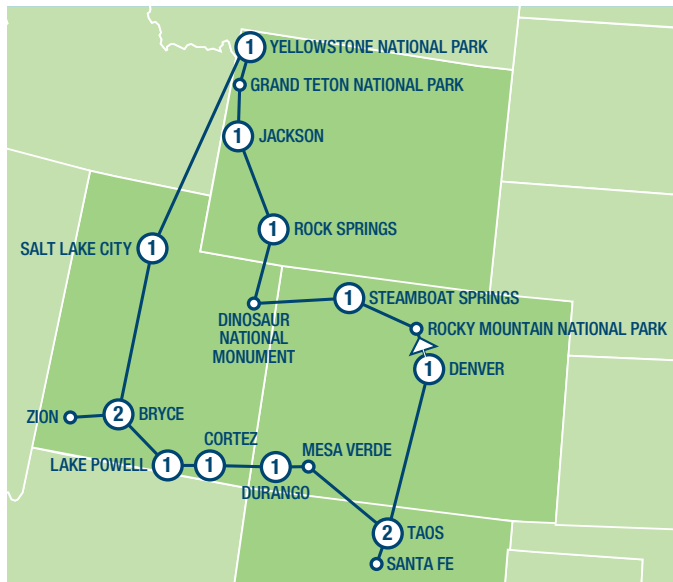 1 YELLOWSTONE NATIONAL PARK
GRAND TETON NATIONAL PARK
1 JACKSON
1 ROCK SPRINGS
SALT LAKE CITY 1
1 STEAMBOAT SPRINGS
DINOSAUR
NATIONAL
MONUMENT
ROCKY MOUNTAIN NATIONAL PARK
1 DENVER
ZION 2 BRYCE
CORTEZ
MESA VERDE
LAKE POWELL 1 1 1
DURANGO
2 TAOS
SANTA FE